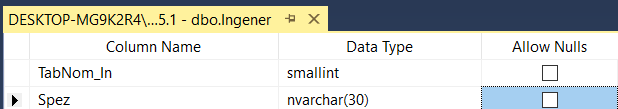 DESKTOP-MG9K2R4\...5.1 - dbo.Ingener
Column Name Data Type Allow Nulls
TabNom_In smallint
Spez nvarchar(30)